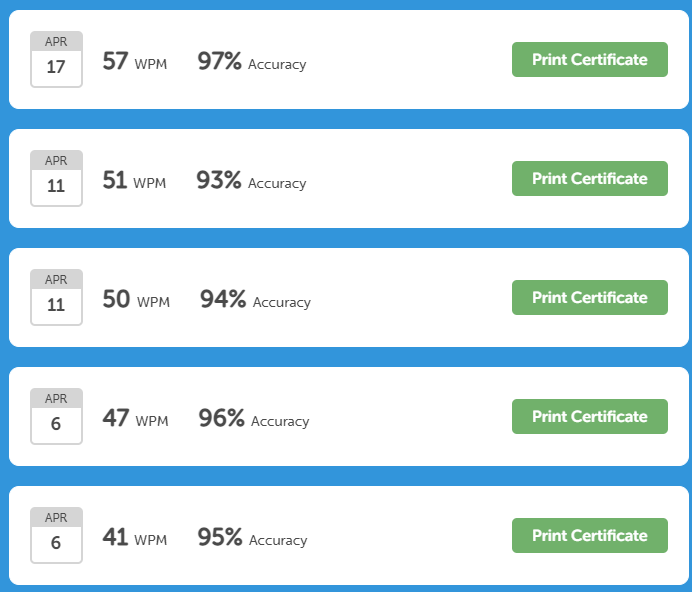 APR
17
57 WPM 97% Accuracy Print Certificate
APR
11
51 WPM 93% Accuracy Print Certificate
APR
11
50 WPM 94% Accuracy Print Certificate
APR
6
47 WPM 96% Accuracy Print Certificate
APR
6
41 WPM 95% Accuracy Print Certificate